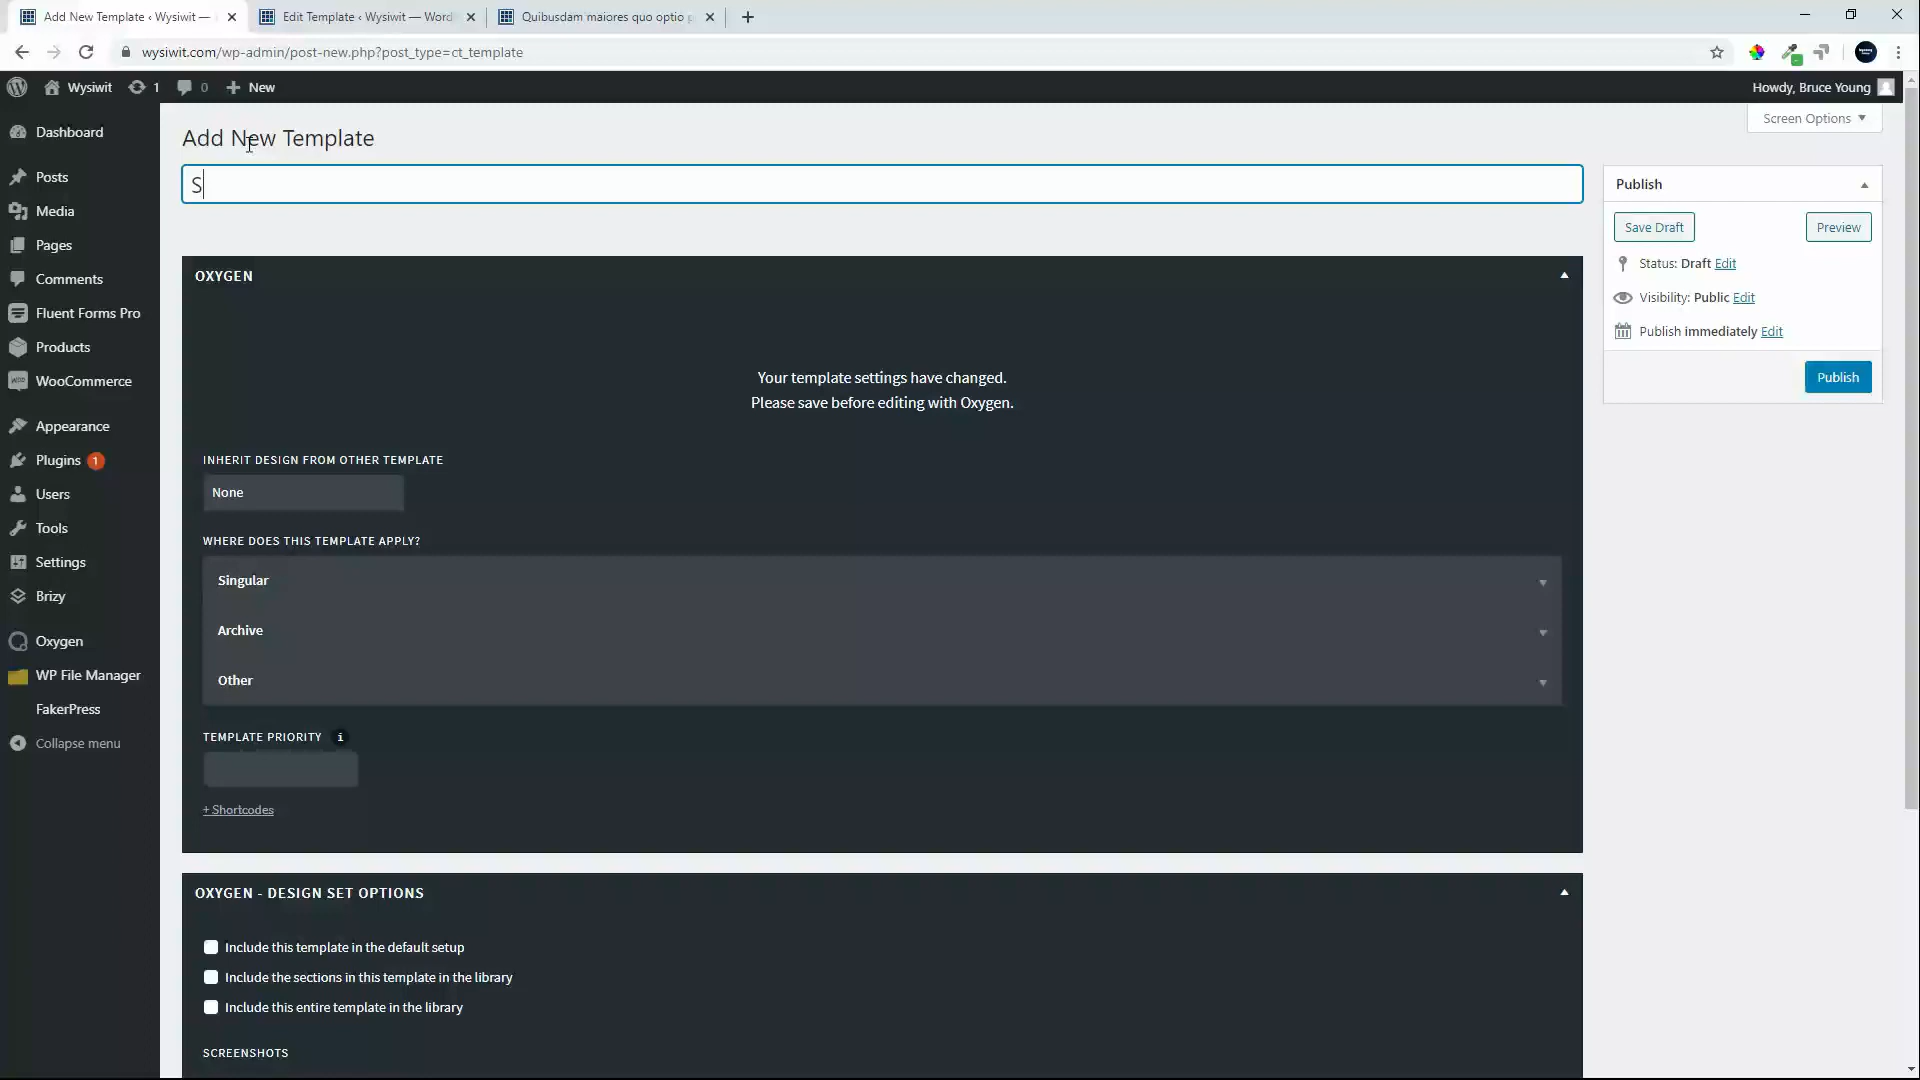 Add New Template ‹ Wysiwit —
Edit Template ‹ Wysiwit — Word
Quibusdam maiores quo optio p
wysiwit.com/wp-admin/post-new.php?post_type=ct_template
Wysiwit
1
0
New
Howdy, Bruce Young
Screen Options
Dashboard
Posts
Media
Pages
Comments
Fluent Forms Pro
Products
WooCommerce
Appearance
Plugins 1
Users
Tools
Settings
Brizy
Oxygen
WP File Manager
FakerPress
Collapse menu
Add New Template
S
OXYGEN
Your template settings have changed.
Please save before editing with Oxygen.
INHERIT DESIGN FROM OTHER TEMPLATE
None
WHERE DOES THIS TEMPLATE APPLY?
Singular
Archive
Other
TEMPLATE PRIORITY i
+ Shortcodes
OXYGEN - DESIGN SET OPTIONS
Include this template in the default setup
Include the sections in this template in the library
Include this entire template in the library
SCREENSHOTS
Publish
Save Draft
Preview
Status: Draft Edit
Visibility: Public Edit
Publish immediately Edit
Publish